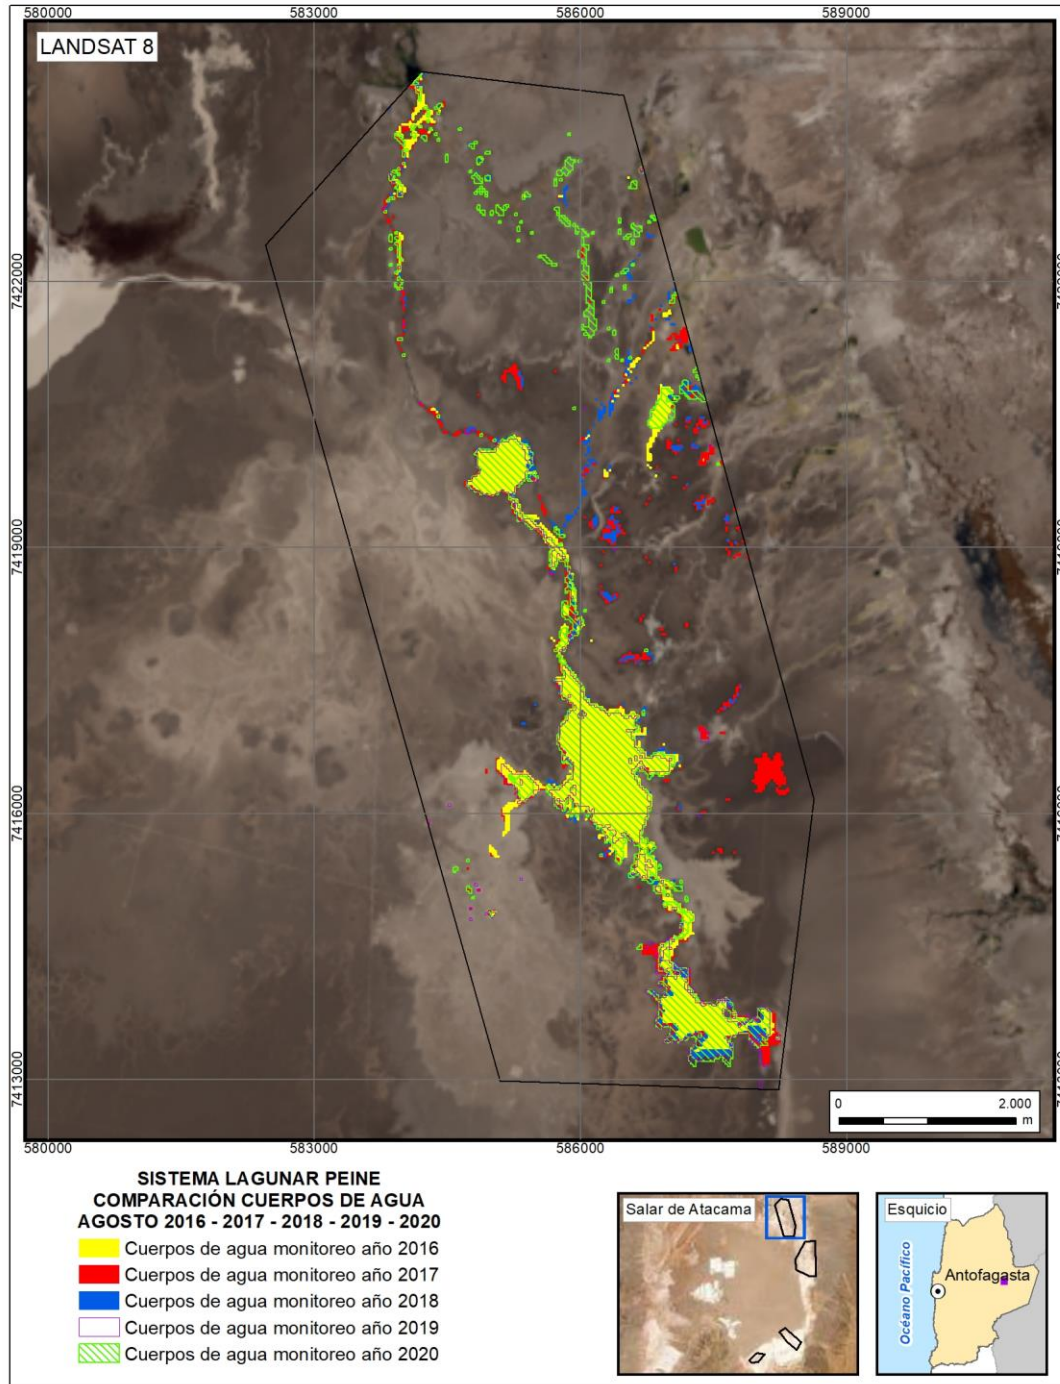 580000 583000 586000 589000
LANDSAT 8
7422000
7419000 7419000
7416000 7416000
7413000 7413000
0 2.000
m
580000 583000 586000 589000
SISTEMA LAGUNAR PEINE
COMPARACIÓN CUERPOS DE AGUA
AGOSTO 2016 - 2017 - 2018 - 2019 - 2020
Cuerpos de agua monitoreo año 2016
Cuerpos de agua monitoreo año 2017
Cuerpos de agua monitoreo año 2018
Cuerpos de agua monitoreo año 2019
Cuerpos de agua monitoreo año 2020
Salar de Atacama
Esquicio
Océano Pacífico
Antofagasta